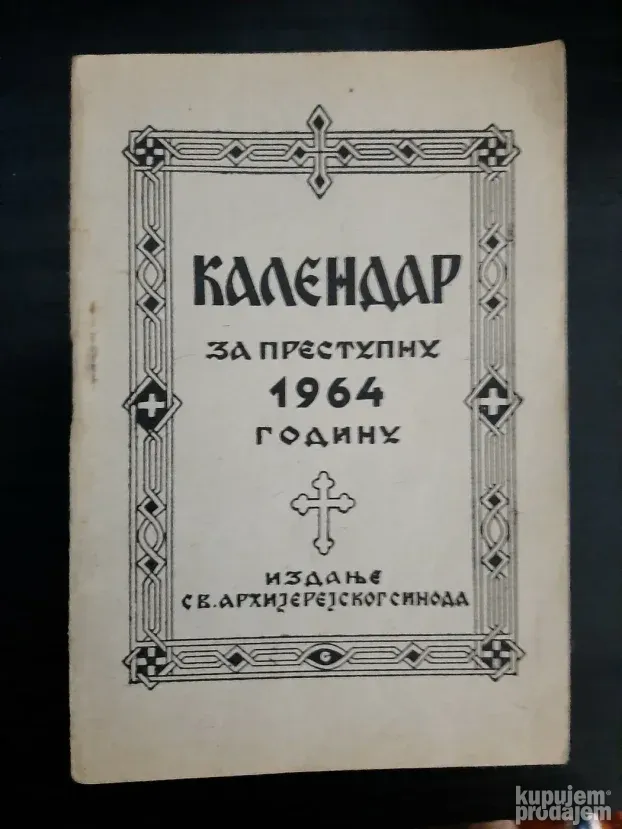 КАЛЕНДАР
ЗА ПРЕСТУПНУ
1964
ГОДИНУ
ИЗДАЊЕ
СВ. АРХИЈЕРЕЈСКОГ СИНОДА
kupujem
prodajem